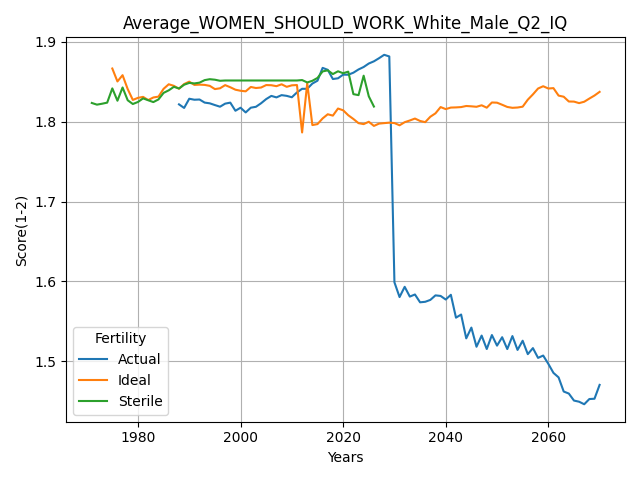 Average_WOMEN_SHOULD_WORK_White_Male_Q2_IQ
1.9
1.8
1.7
1.6
1.5
Score(1-2)
Fertility
Actual
Ideal
Sterile
1980
2000
2020
2040
2060
Years